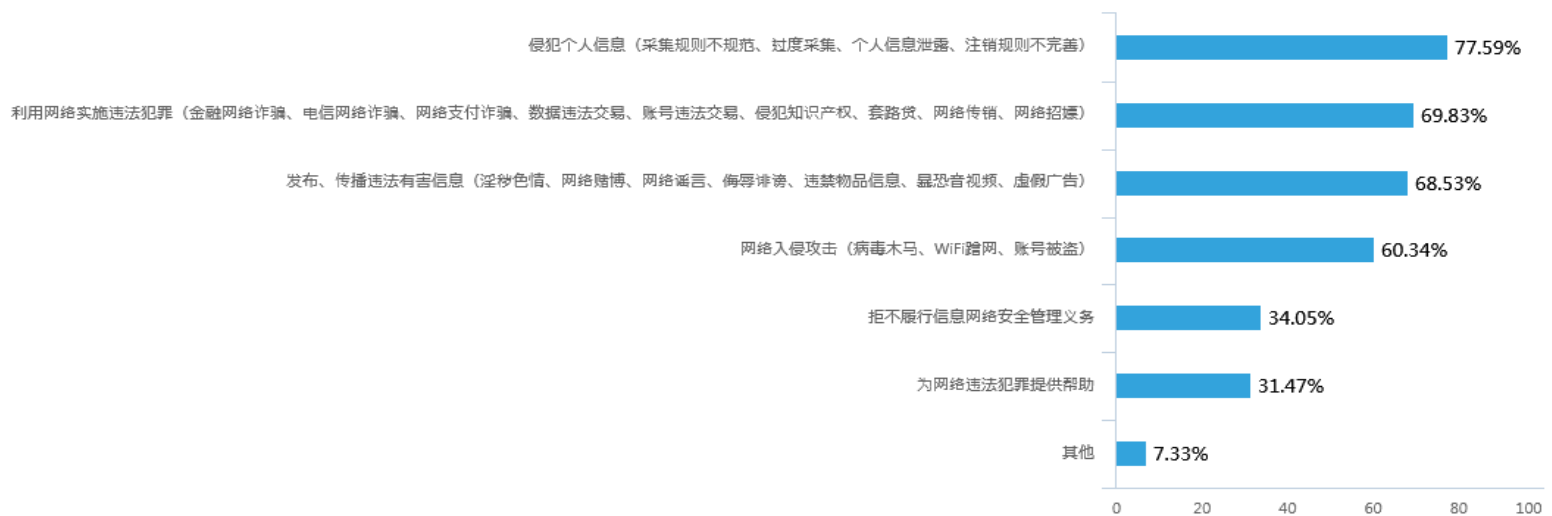 侵犯个人信息（采集规则不规范、过度采集、个人信息泄露、注销规则不完善） 77.59%
利用网络实施违法犯罪（金融网络诈骗、电信网络诈骗、网络支付诈骗、数据违法交易、账号违法交易、侵犯知识产权、套路贷、网络传销、网络招嫖） 69.83%
发布、传播违法有害信息（淫秽色情、网络赌博、网络谣言、侮辱诽谤、违禁物品信息、暴恐音视频、虚假广告） 68.53%
网络入侵攻击（病毒木马、WiFi蹭网、账号被盗） 60.34%
拒不履行信息网络安全管理义务 34.05%
为网络违法犯罪提供帮助 31.47%
其他 7.33%
0 20 40 60 80 100